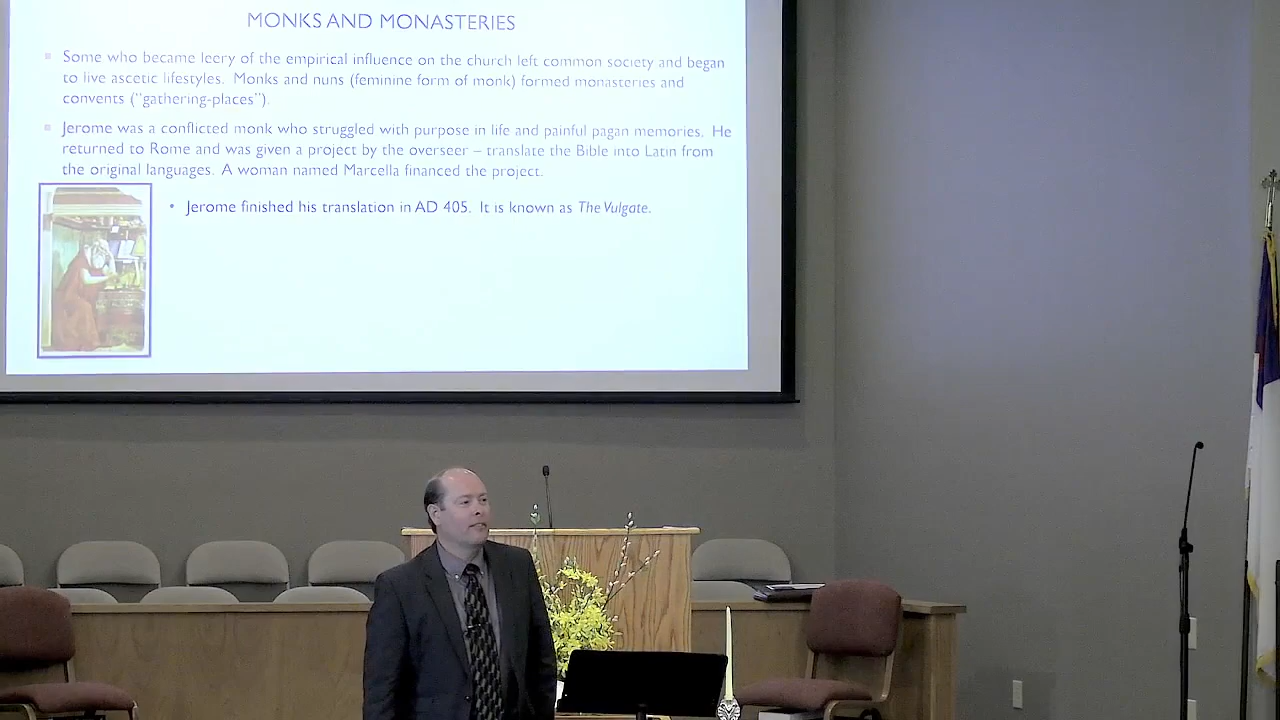 MONKS AND MONASTERIES
Some who became leery of the empirical influence on the church left common society and began
to live ascetic lifestyles. Monks and nuns (feminine form of monk) formed monasteries and
convents ("gathering-places").
Jerome was a conflicted monk who struggled with purpose in life and painful pagan memories. He
returned to Rome and was given a project by the overseer – translate the Bible into Latin from
the original languages. A woman named Marcella financed the project.
• Jerome finished his translation in AD 405. It is known as The Vulgate.